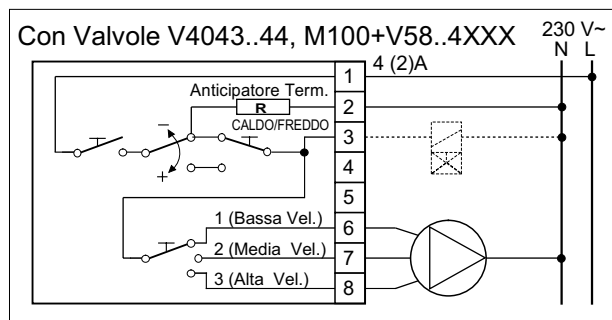 Con Valvole V4043..44, M100+V58..4XXX
230 V~
N L
4 (2)A
1
Anticipatore Term.
R
2
CALDO/FREDDO
3
–
4
+
5
1 (Bassa Vel.)
6
2 (Media Vel.)
7
3 (Alta Vel.)
8